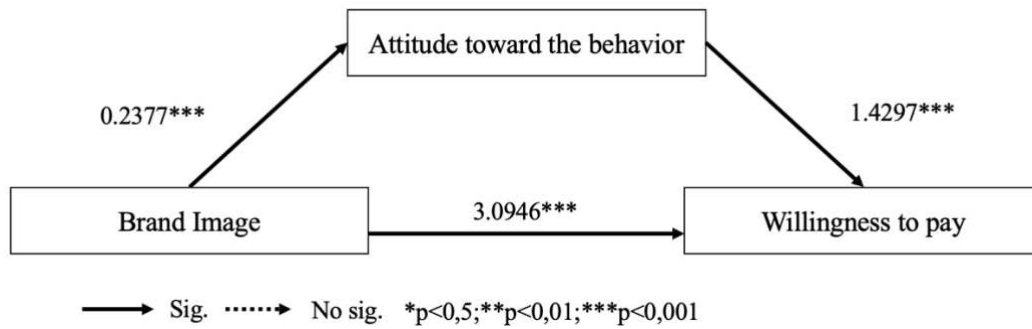 Attitude toward the behavior
0.2377***
1.4297***
Brand Image
3.0946***
Willingness to pay
Sig.
No sig.
*p<0,5;**p<0,01;***p<0,001